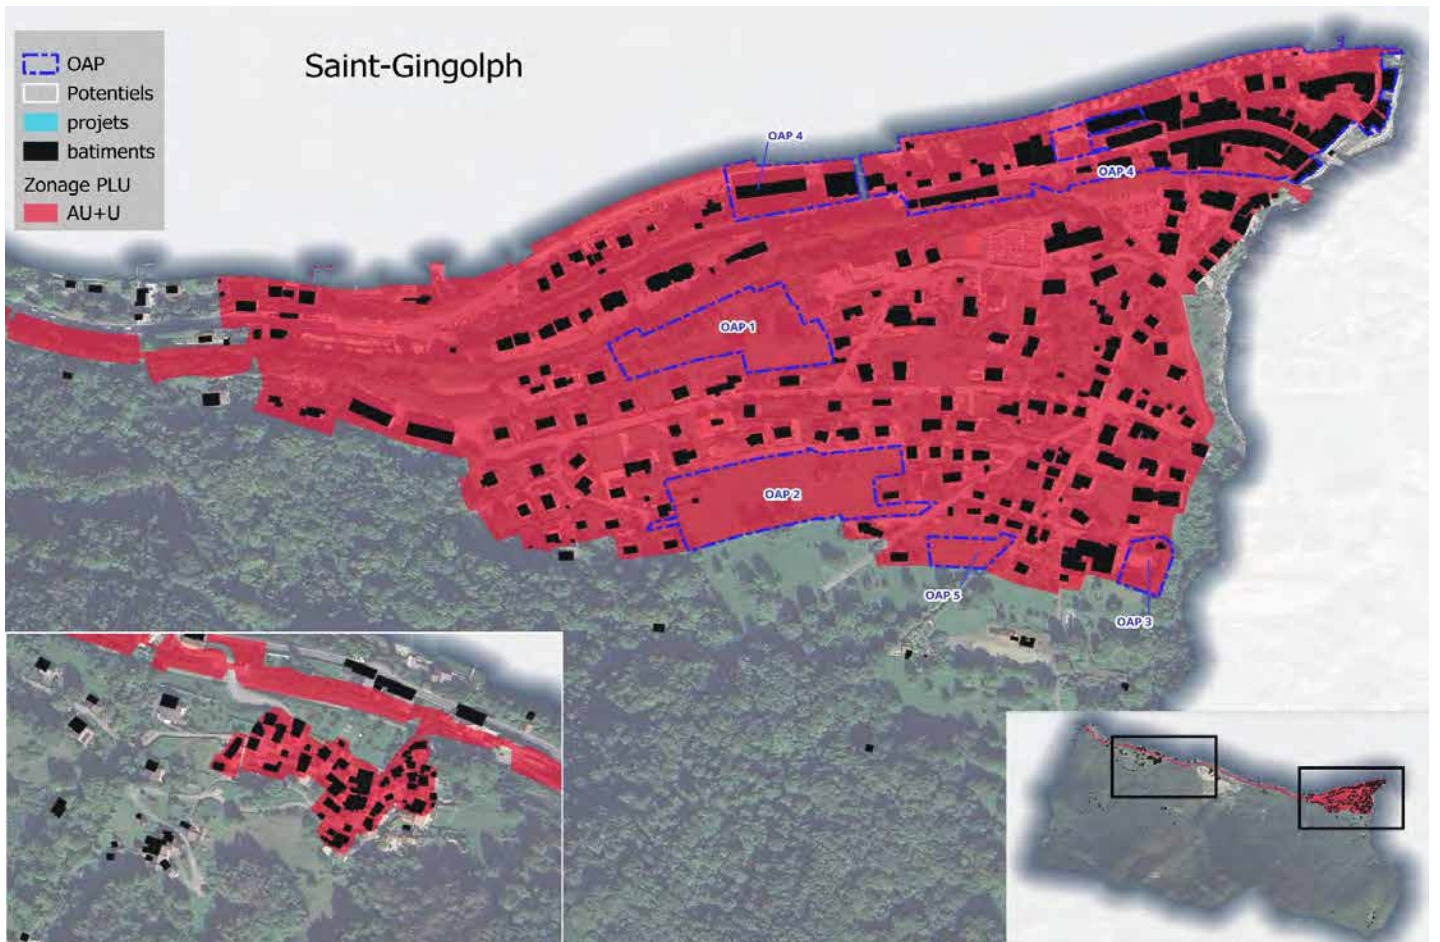 Saint-Gingolph
OAP
Potentiels
projets
batiments
Zonage PLU
AU+U
OAP 4
OAP 4
OAP 1
OAP 2
OAP 5
OAP 3